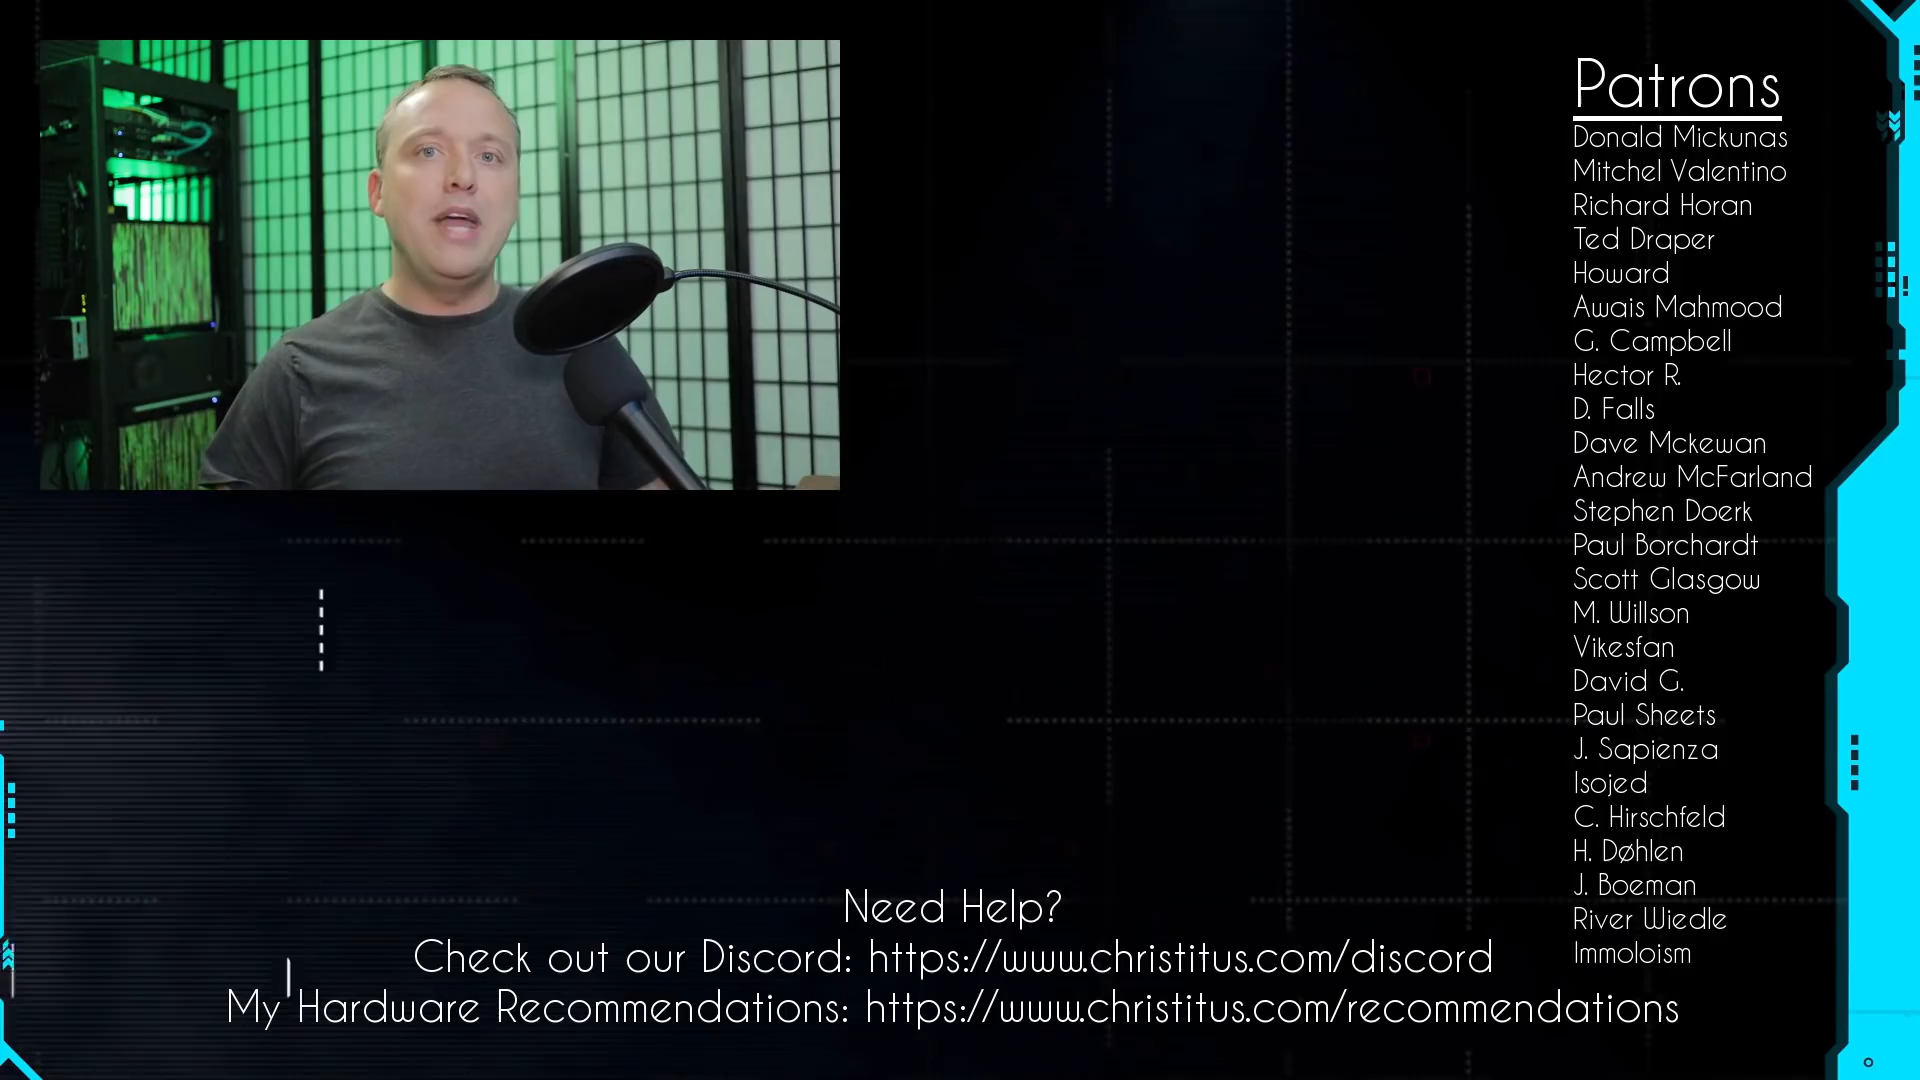 Patrons
Donald Mickunas
Mitchel Valentino
Richard Horan
Ted Draper
Howard
Awais Mahmood
G. Campbell
Hector R.
D. Falls
Dave Mckewan
Andrew McFarland
Stephen Doerk
Paul Borchardt
Scott Glasgow
M. Willson
Vikesfan
David G.
Paul Sheets
J. Sapienza
Isojed
C. Hirschfeld
H. Døhlen
J. Boeman
River Wiedle
Immoloism
Need Help?
Check out our Discord: https://www.christitus.com/discord
My Hardware Recommendations: https://www.christitus.com/recommendations